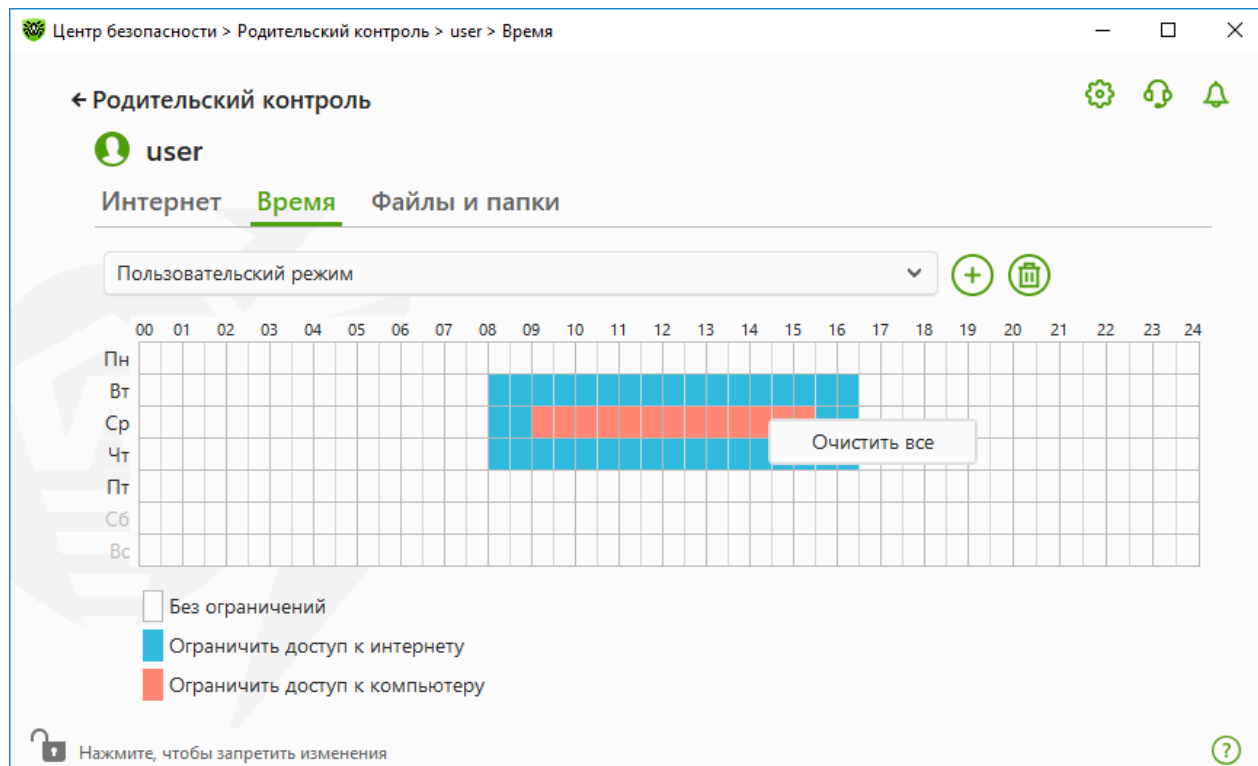 Центр безопасности > Родительский контроль > user > Время
Родительский контроль
user
Интернет Время Файлы и папки
Пользовательский режим
00 01 02 03 04 05 06 07 08 09 10 11 12 13 14 15 16 17 18 19 20 21 22 23 24
Пн
Вт
Ср
Очистить все
Чт
Пт
Сб
Вс
Без ограничений
Ограничить доступ к интернету
Ограничить доступ к компьютеру
Нажмите, чтобы запретить изменения
?